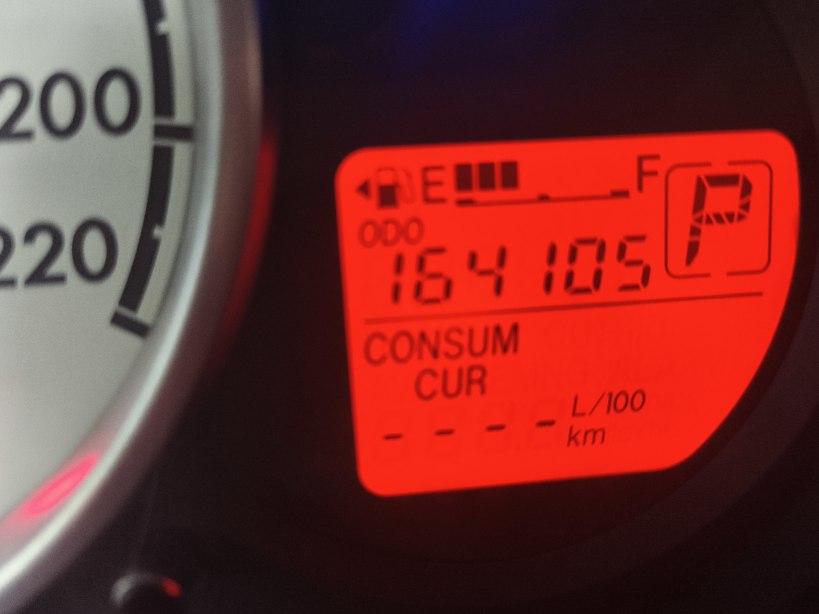 200
220
E F
P
ODO
164105
CONSUM
CUR
---- L/100
km